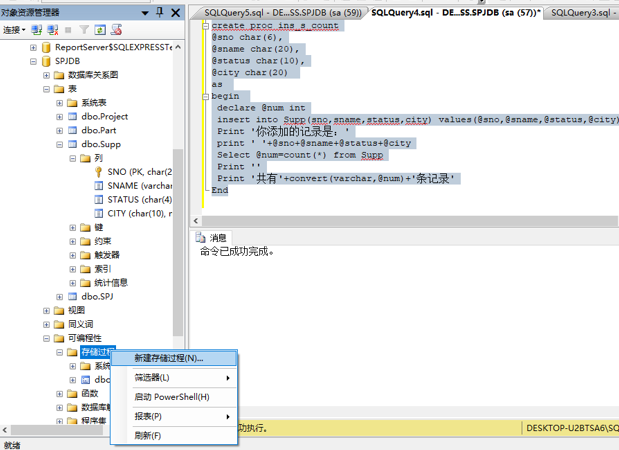 对象资源管理器
连接
ReportServer$SQLEXPRESSTe
SPJDB
数据库关系图
表
系统表
dbo.Project
dbo.Part
dbo.Supp
列
SNO (PK, char(2
SNAME (varchar
STATUS (char(4)
CITY (char(10), n
键
约束
触发器
索引
统计信息
dbo.SPJ
视图
同义词
可编程性
存储过程
系统
dbo
函数
数据库触
程序集
新建存储过程(N)...
筛选器(L)
启动 PowerShell(H)
报表(P)
刷新(F)
SQLQuery5.sql - DE...SS.SPJDB (sa (59))
SQLQuery4.sql - DE...SS.SPJDB (sa (57))*
SQLQuery3.sql -
create proc ins_s_count
@sno char(6),
@sname char(20),
@status char(10),
@city char(20)
as
begin
declare @num int
insert into Supp(sno,sname,status,city) values(@sno,@sname,@status,@city)
Print '你添加的记录是：'
print ' '+@sno+@sname+@status+@city
Select @num=count(*) from Supp
Print ''
Print '共有'+convert(varchar,@num)+'条记录'
End
消息
命令已成功完成。
功执行。
DESKTOP-U2BTSA6\SQ
就绪